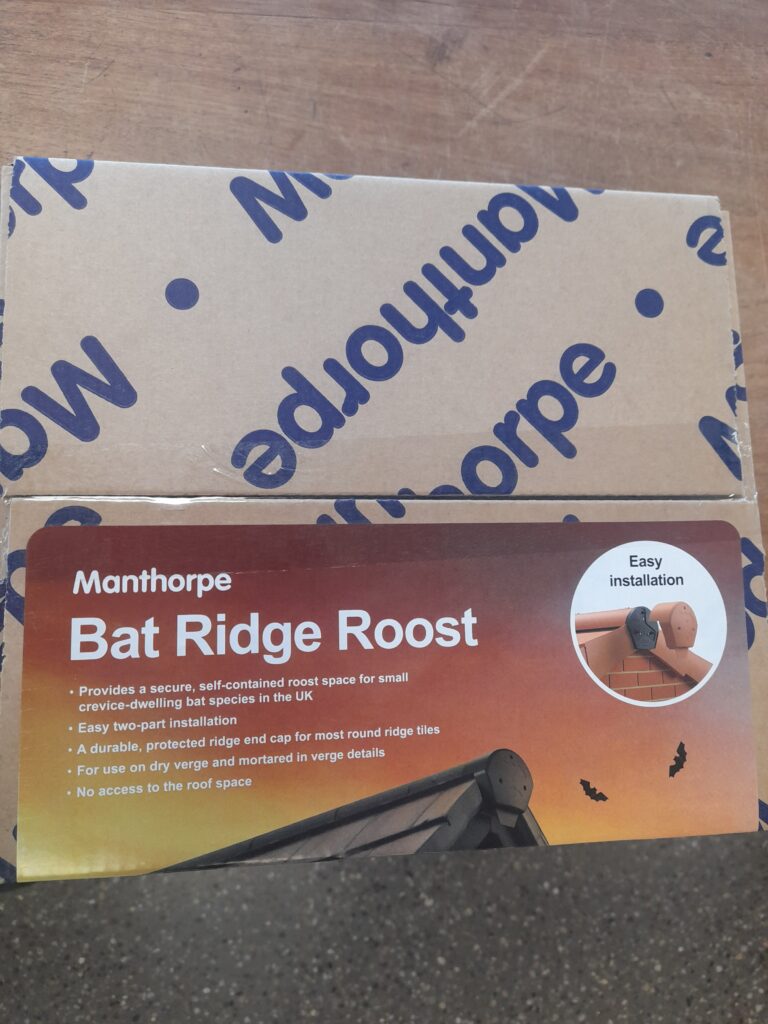 Manthorpe
Manthorpe
Manthorpe
Bat Ridge Roost
• Provides a secure, self-contained roost space for small
crevice-dwelling bat species in the UK
• Easy two-part installation
• A durable, protected ridge end cap for most round ridge tiles
• For use on dry verge and mortared in verge details
• No access to the roof space
Easy
installation